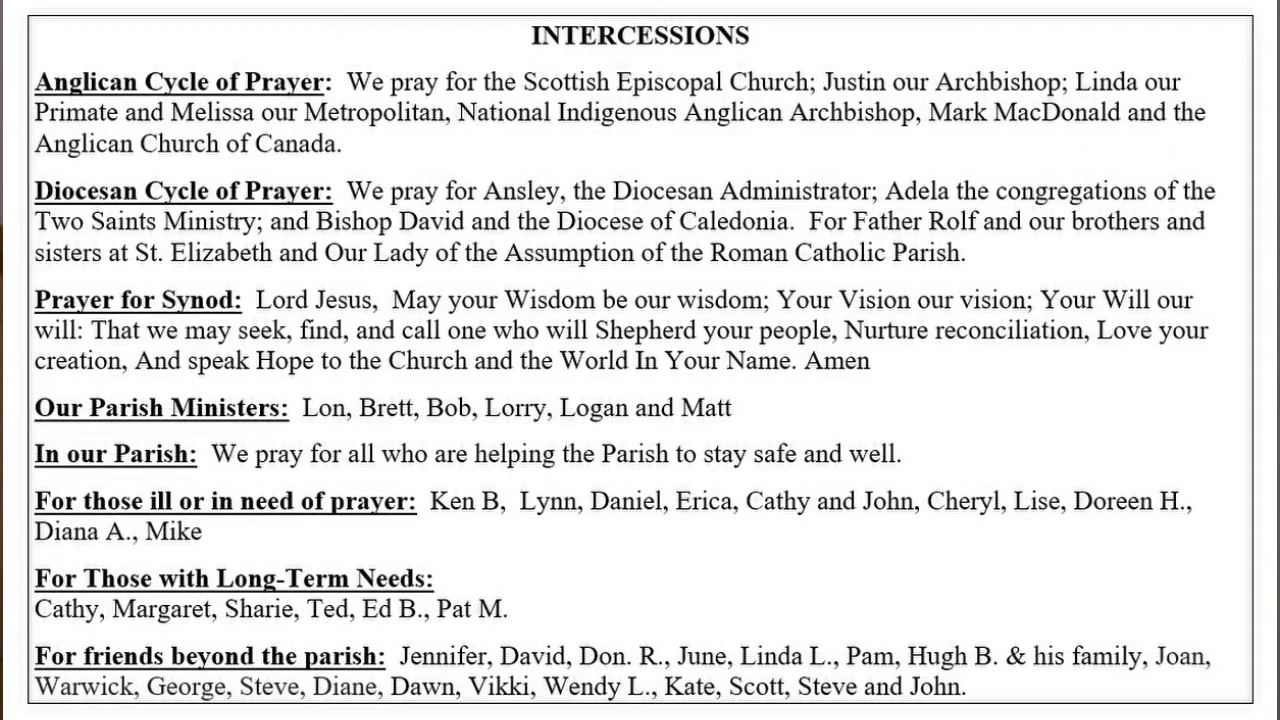 INTERCESSIONS
Anglican Cycle of Prayer:  We pray for the Scottish Episcopal Church; Justin our Archbishop; Linda our
Primate and Melissa our Metropolitan, National Indigenous Anglican Archbishop, Mark MacDonald and the
Anglican Church of Canada.
Diocesan Cycle of Prayer:  We pray for Ansley, the Diocesan Administrator; Adela the congregations of the
Two Saints Ministry; and Bishop David and the Diocese of Caledonia.  For Father Rolf and our brothers and
sisters at St. Elizabeth and Our Lady of the Assumption of the Roman Catholic Parish.
Prayer for Synod:  Lord Jesus,  May your Wisdom be our wisdom; Your Vision our vision; Your Will our
will: That we may seek, find, and call one who will Shepherd your people, Nurture reconciliation, Love your
creation, And speak Hope to the Church and the World In Your Name. Amen
Our Parish Ministers:  Lon, Brett, Bob, Lorry, Logan and Matt
In our Parish:  We pray for all who are helping the Parish to stay safe and well.
For those ill or in need of prayer:  Ken B,  Lynn, Daniel, Erica, Cathy and John, Cheryl, Lise, Doreen H.,
Diana A., Mike
For Those with Long-Term Needs:
Cathy, Margaret, Sharie, Ted, Ed B., Pat M.
For friends beyond the parish:  Jennifer, David, Don. R., June, Linda L., Pam, Hugh B. & his family, Joan,
Warwick, George, Steve, Diane, Dawn, Vikki, Wendy L., Kate, Scott, Steve and John.